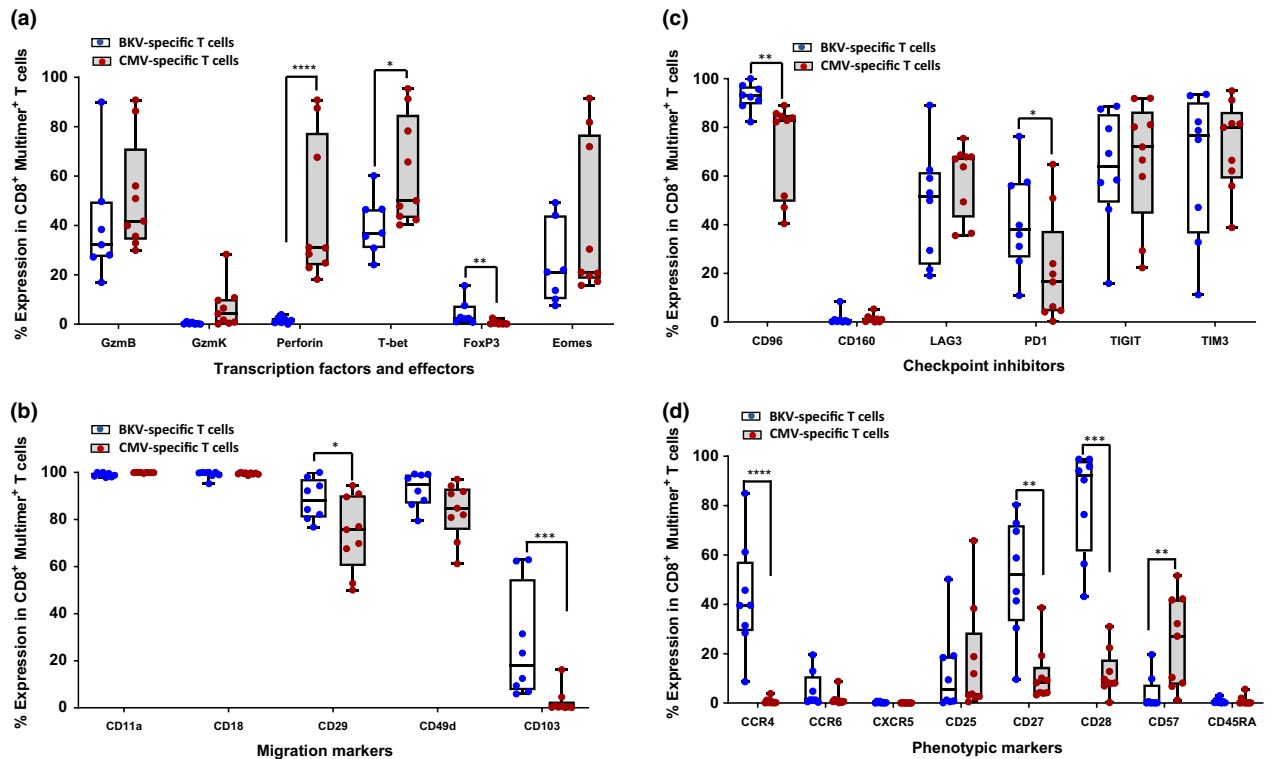 (a)
BKV-specific T cells
CMV-specific T cells
% Expression in CD8+ Multimer+ T cells
100
80
60
40
20
0
****
*
**
GzmB GzmK Perforin T-bet FoxP3 Eomes
Transcription factors and effectors
(c)
BKV-specific T cells
CMV-specific T cells
% Expression in CD8+ Multimer+ T cells
100
80
60
40
20
0
**
*
CD96 CD160 LAG3 PD1 TIGIT TIM3
Checkpoint inhibitors
(b)
BKV-specific T cells
CMV-specific T cells
% Expression in CD8+ Multimer+ T cells
100
80
60
40
20
0
*
***
CD11a CD18 CD29 CD49d CD103
Migration markers
(d)
BKV-specific T cells
CMV-specific T cells
% Expression in CD8+ Multimer+ T cells
100
80
60
40
20
0
****
**
***
**
CCR4 CCR6 CXCR5 CD25 CD27 CD28 CD57 CD45RA
Phenotypic markers